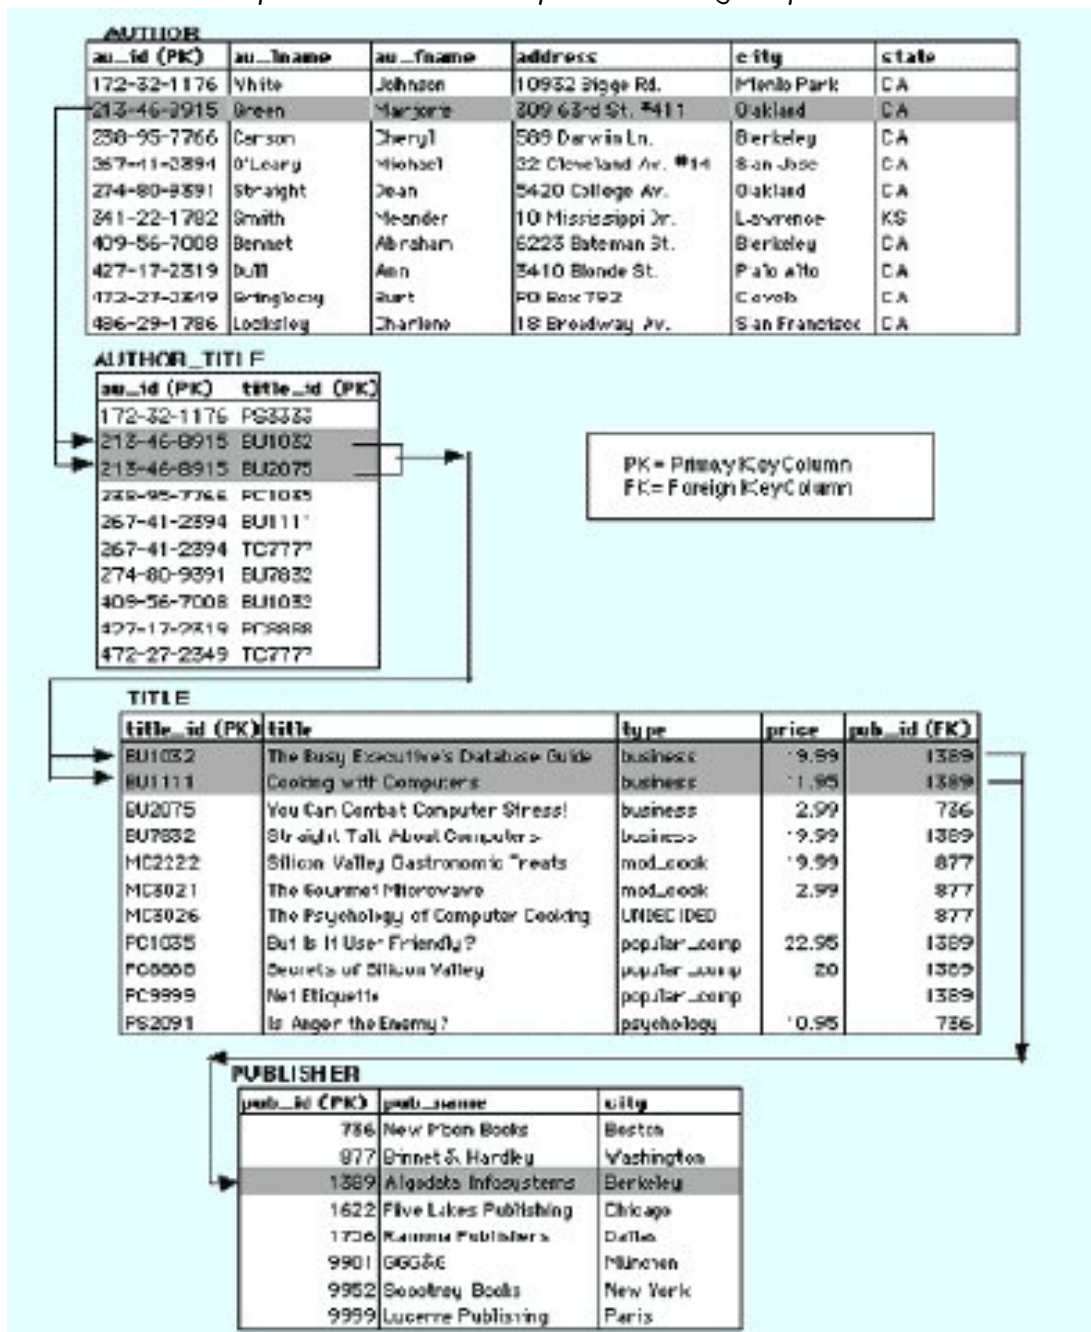 AUTHOR
au_id (PK) au_lname au_fname address city state
172-32-1176 White Johnson 10932 Bigge Rd. Menlo Park CA
213-46-8915 Green Marjorie 309 63rd St. #411 Oakland CA
238-95-7766 Carson Cheryl 589 Darwin Ln. Berkeley CA
O'Leary Michael 22 Cleveland Av. #14 San Jose CA
274-80-9391 Straight Dean 5420 College Av. Oakland CA
341-22-1782 Smith Meander 10 Mississippi Dr. Lawrence KS
409-56-7008 Bennet Abraham 6223 Bateman St. Berkeley CA
427-17-2319 Dull Ann 3410 Blonde St. Palo Alto CA
472-27-2349 Gringlesby Burt PO Box 792 Covelo CA
486-29-1786 Locksley Charlene 18 Broadway Av. San Francisco CA
AUTHOR_TITLE
au_id (PK) title_id (PK)
172-32-1176 PS3333
213-46-8915 BU1032
213-46-8915 BU2075
238-95-7766 PC1035
267-41-2394 BU1111
267-41-2394 TC7777
274-80-9391 BU7832
409-56-7008 BU1032
427-17-2319 PC8888
472-27-2349 TC7777
PK = Primary Key Column
FK = Foreign Key Column
TITLE
title_id (PK) title type price pub_id (FK)
BU1032 The Busy Executive's Database Guide business 19.99 1389
BU1111 Cooking with Computers business 11.95 1389
BU2075 You Can Combat Computer Stress! business 2.99 736
BU7832 Straight Talk About Computers business 19.99 1389
MC2222 Silicon Valley Gastronomic Treats mod_cook 19.99 877
MC3021 The Gourmet Microwave mod_cook 2.99 877
MC3026 The Psychology of Computer Cooking UNDECIDED 877
PC1035 But Is It User Friendly? popular_comp 22.95 1389
PC8888 Secrets of Silicon Valley popular_comp 20 1389
PC9999 Net Etiquette popular_comp 1389
PS2091 Is Anger the Enemy? psychology 10.95 736
PUBLISHER
pub_id (PK) pub_name city
736 New Moon Books Boston
877 Binnet & Hardley Washington
1389 Algodata Infosystems Berkeley
1622 Five Lakes Publishing Chicago
1756 Ramona Publishers Dallas
9901 GGG&G München
9952 Scootney Books New York
9999 Lucerne Publishing Paris